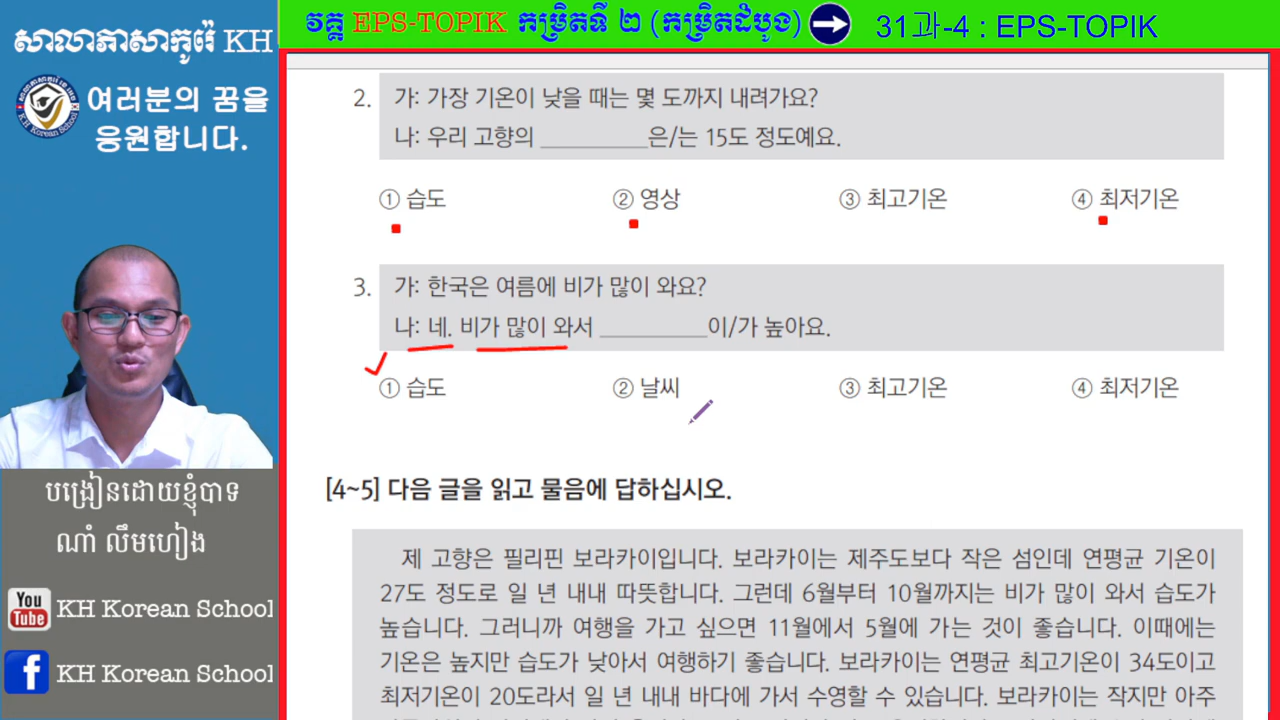 សាលាភាសាកូរ៉េ KH
여러분의 꿈을
응원합니다.
វគ្គ EPS-TOPIK កម្រិតទី ២ (កម្រិតដំបូង) 31과-4 : EPS-TOPIK
2. 가: 가장 기온이 낮을 때는 몇 도까지 내려가요?
나: 우리 고향의 __________은/는 15도 정도예요.
① 습도 ② 영상 ③ 최고기온 ④ 최저기온
3. 가: 한국은 여름에 비가 많이 와요?
나: 네. 비가 많이 와서 __________이/가 높아요.
① 습도 ② 날씨 ③ 최고기온 ④ 최저기온
[4~5] 다음 글을 읽고 물음에 답하십시오.
제 고향은 필리핀 보라카이입니다. 보라카이는 제주도보다 작은 섬인데 연평균 기온이
27도 정도로 일 년 내내 따뜻합니다. 그런데 6월부터 10월까지는 비가 많이 와서 습도가
높습니다. 그러니까 여행을 가고 싶으면 11월에서 5월에 가는 것이 좋습니다. 이때에는
기온은 높지만 습도가 낮아서 여행하기 좋습니다. 보라카이는 연평균 최고기온이 34도이고
최저기온이 20도라서 일 년 내내 바다에 가서 수영할 수 있습니다. 보라카이는 작지만 아주
បង្រៀនដោយខ្ញុំបាទ
ណាំ លឹមហៀង
You Tube KH Korean School
f KH Korean School